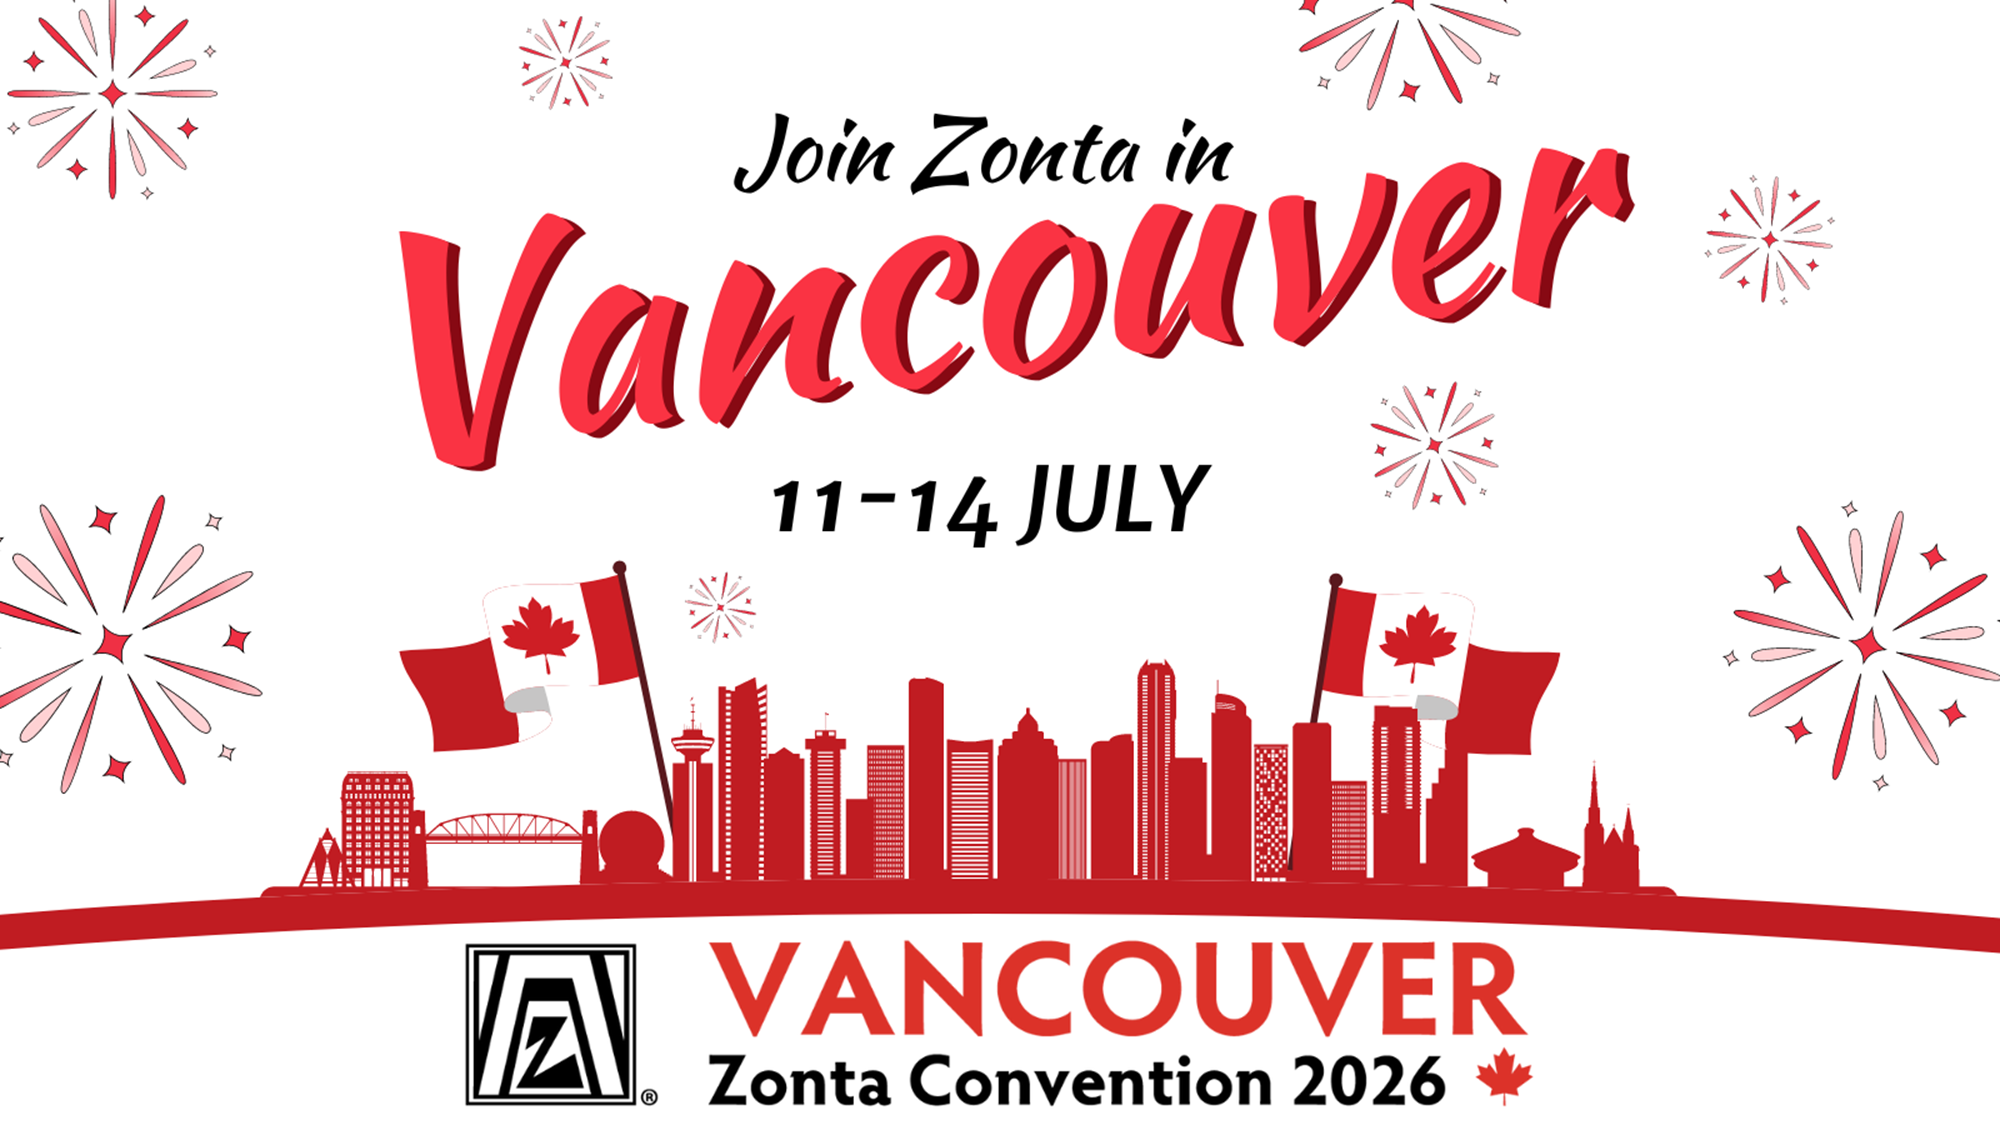 Join Zonta in
Vancouver
11-14 JULY
VANCOUVER
Zonta Convention 2026
Z ®